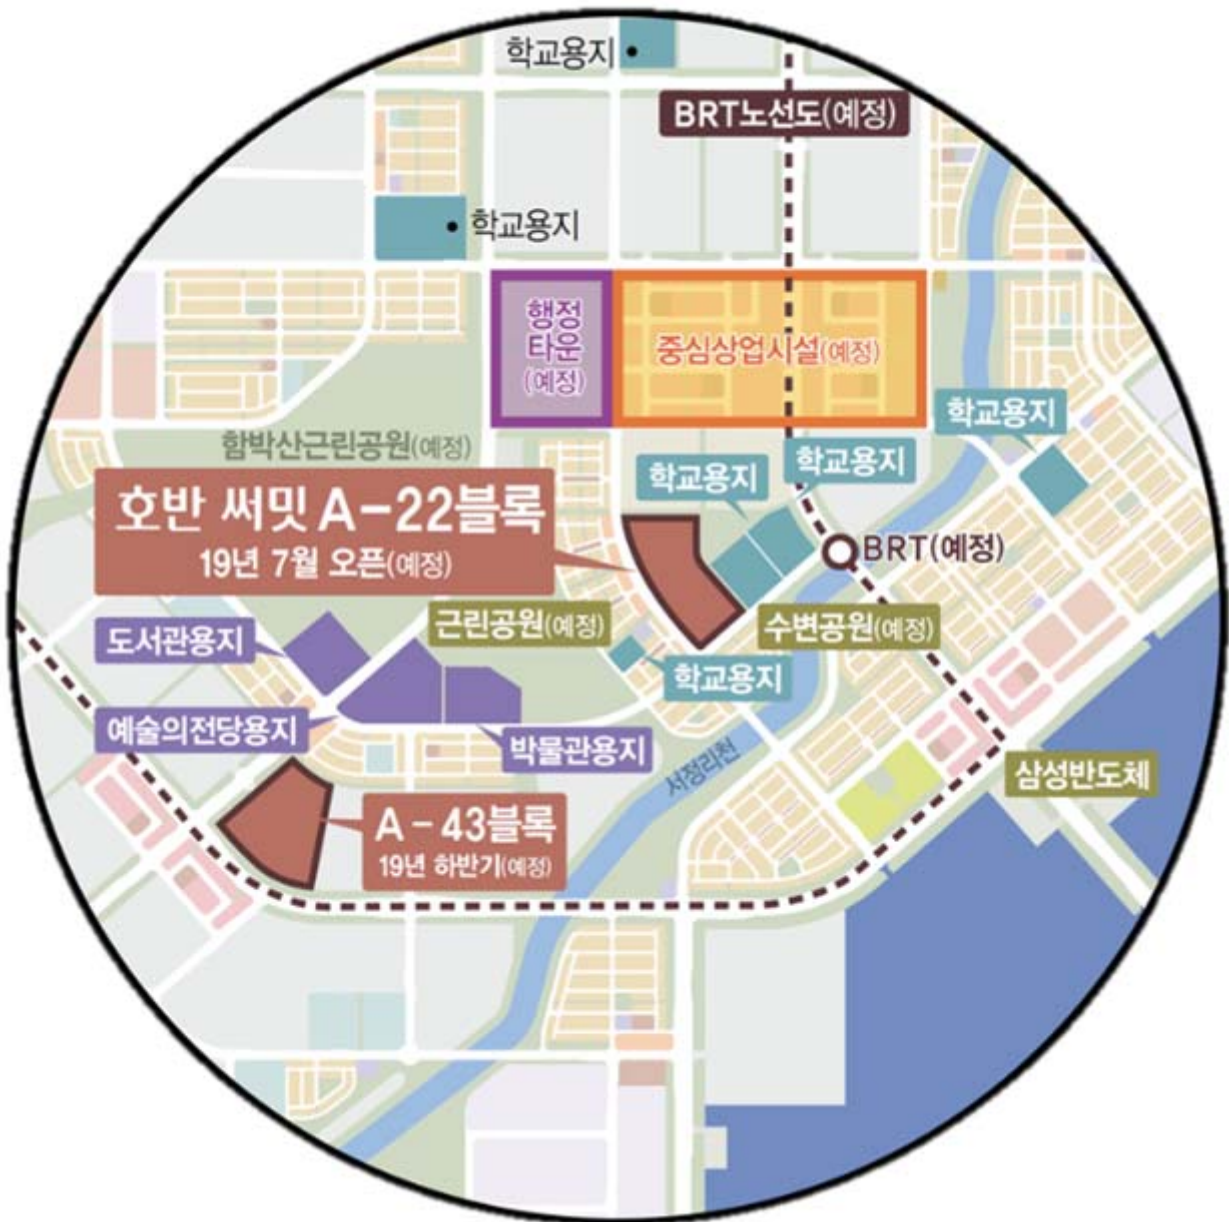 학교용지
BRT노선도(예정)
학교용지
행정
타운
(예정)
중심상업시설(예정)
학교용지
함박산근린공원(예정)
학교용지
학교용지
호반 써밋 A-22블록
19년 7월 오픈(예정)
BRT(예정)
근린공원(예정)
수변공원(예정)
도서관용지
학교용지
예술의전당용지
박물관용지
서정리천
삼성반도체
A - 43블록
19년 하반기(예정)